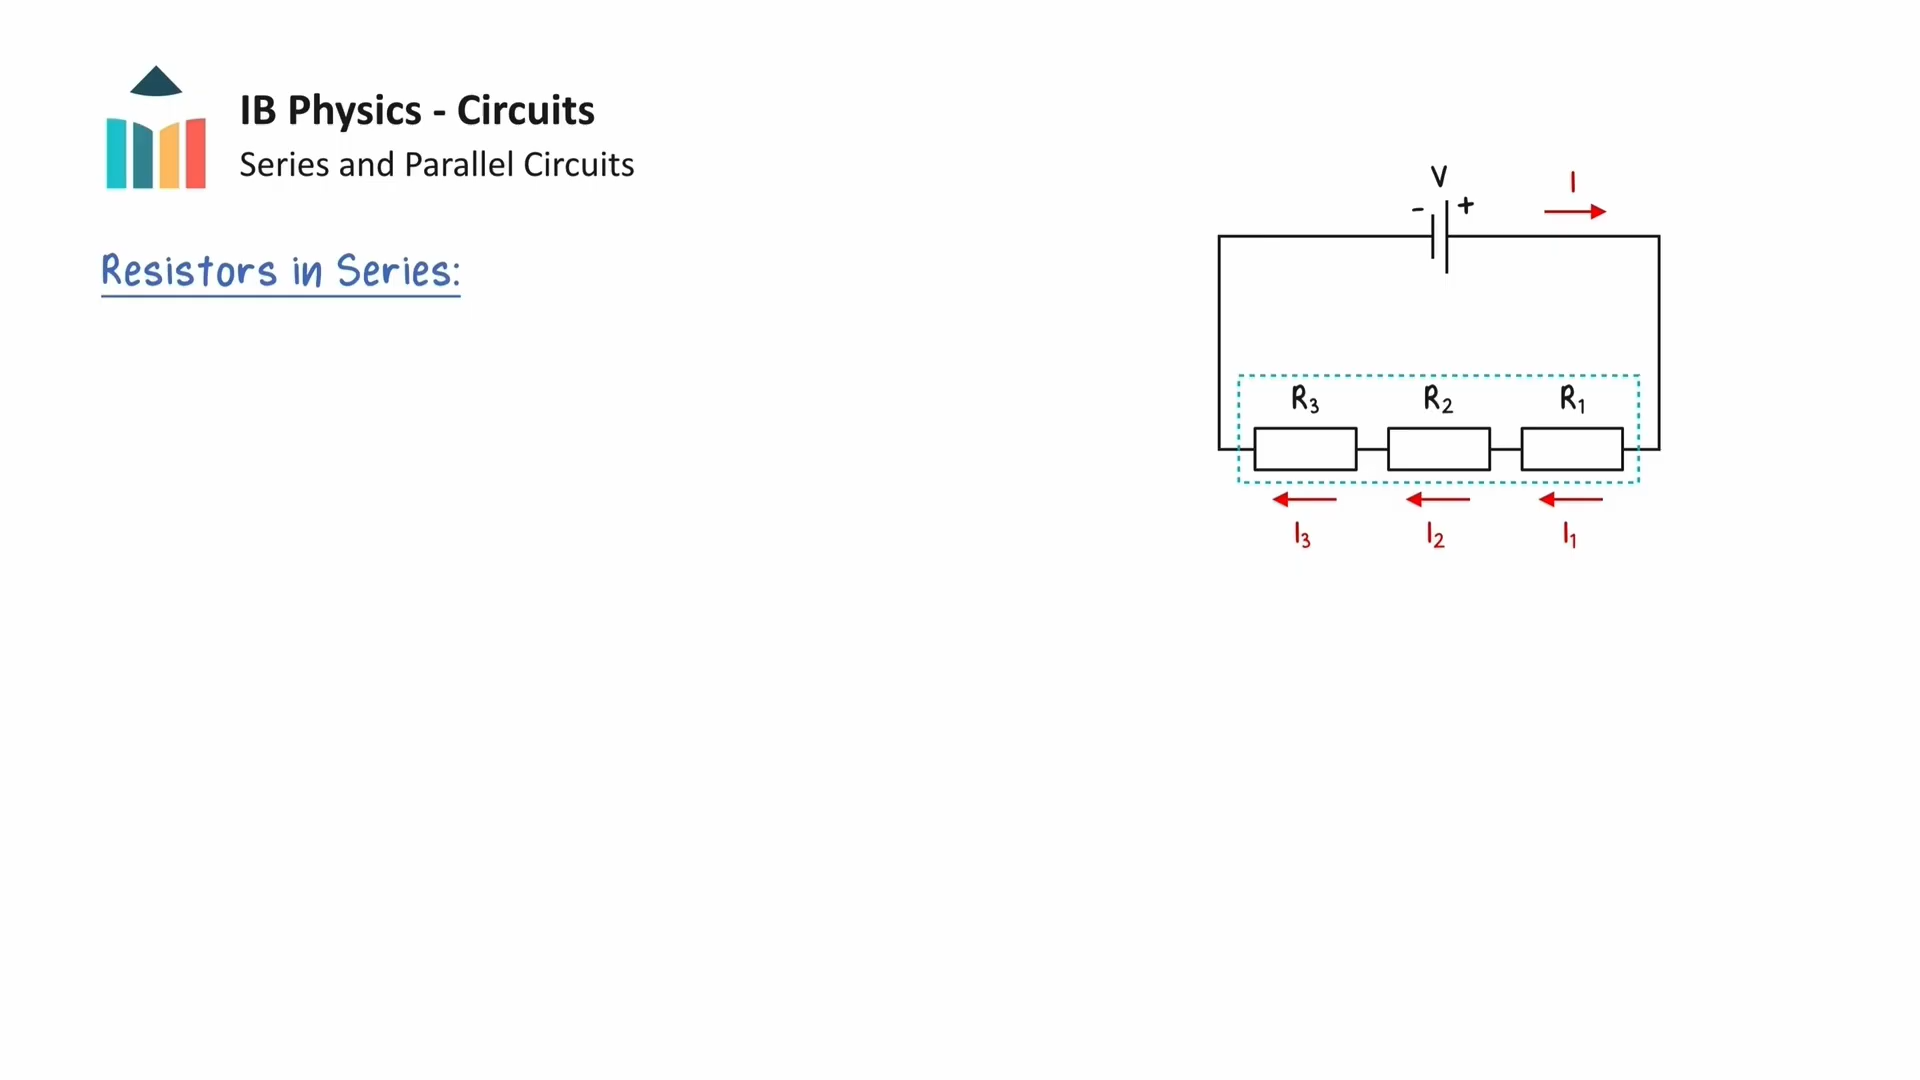 IB Physics - Circuits
Series and Parallel Circuits
Resistors in Series:
V
I
- +
R₃ R₂ R₁
I₃ I₂ I₁